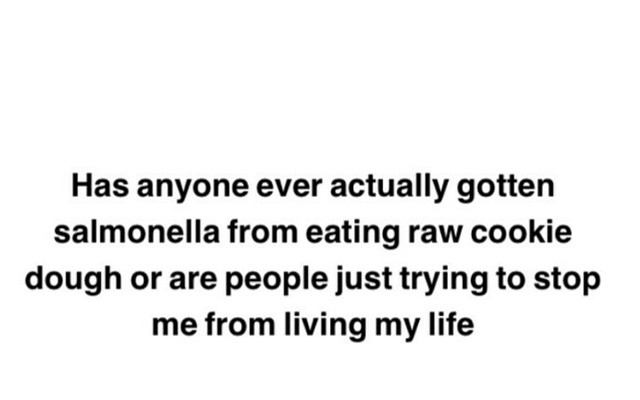 Has anyone ever actually gotten
salmonella from eating raw cookie
dough or are people just trying to stop
me from living my life